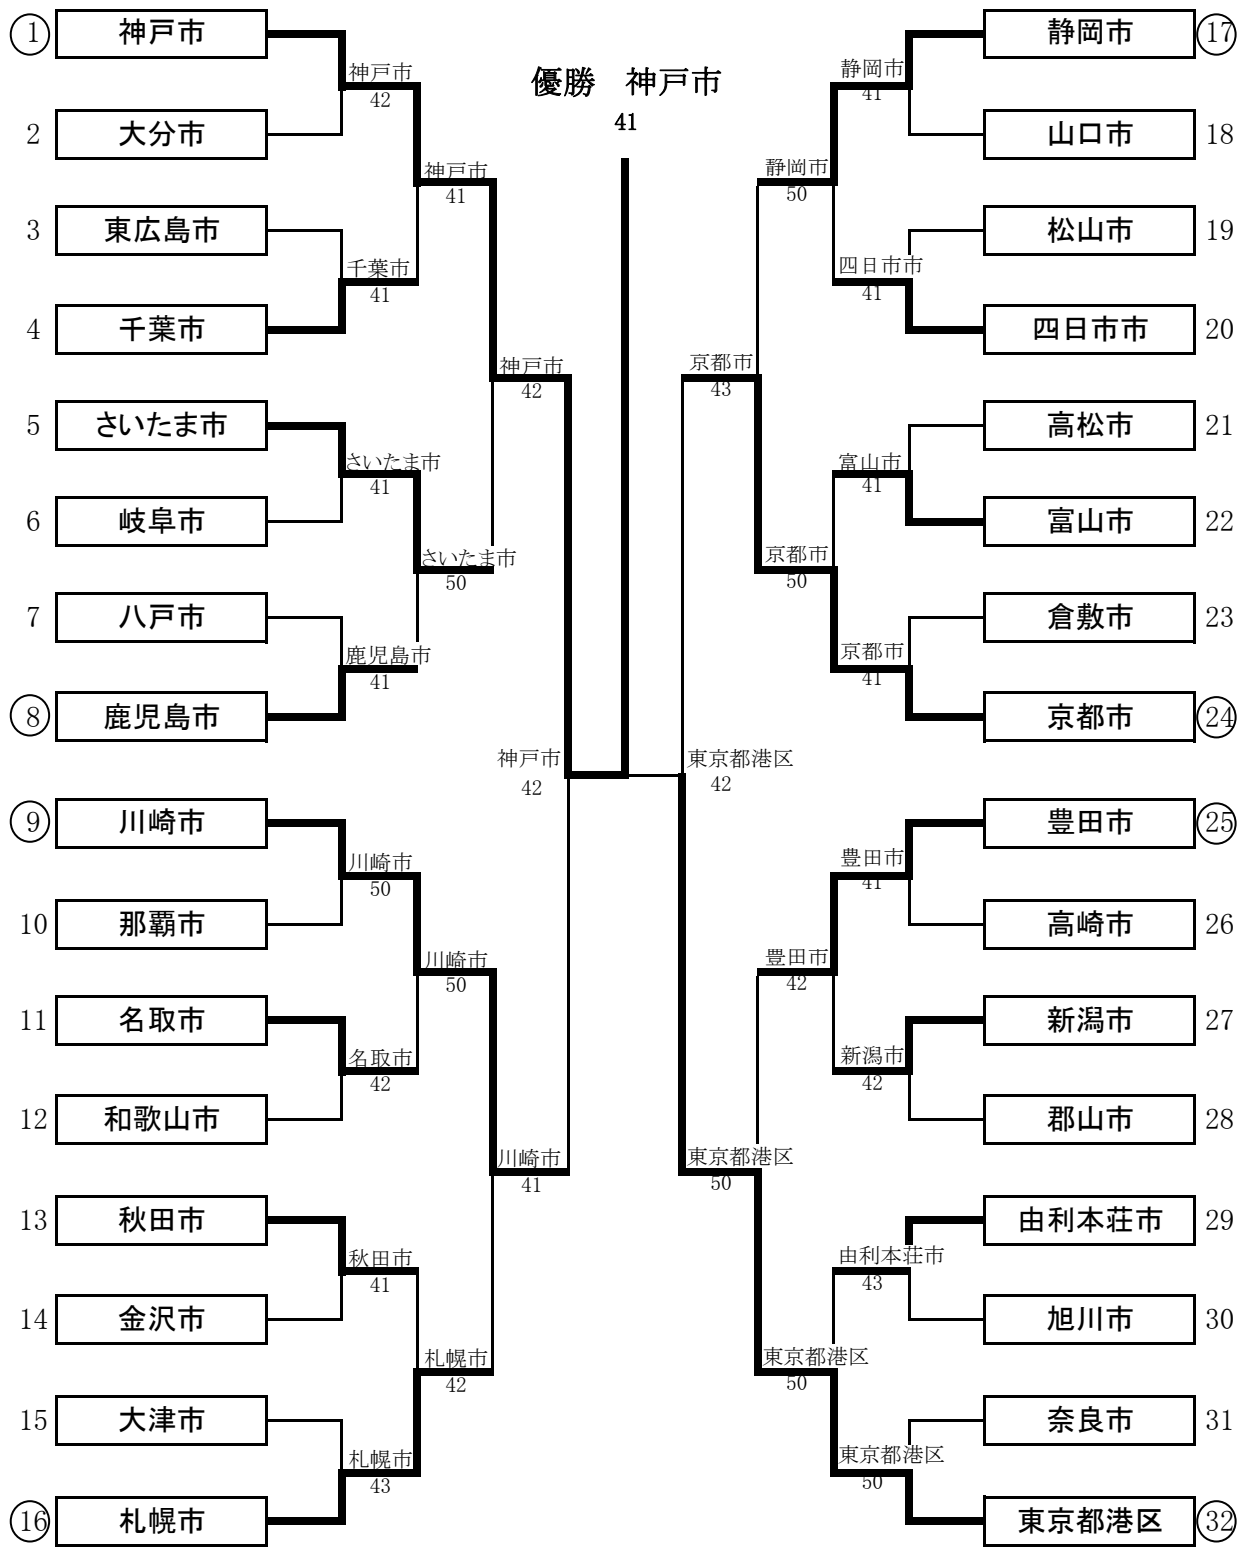 優勝 神戸市
41
1 神戸市
2 大分市
3 東広島市
4 千葉市
5 さいたま市
6 岐阜市
7 八戸市
8 鹿児島市
9 川崎市
10 那覇市
11 名取市
12 和歌山市
13 秋田市
14 金沢市
15 大津市
16 札幌市
神戸市
42
千葉市
41
さいたま市
41
鹿児島市
41
川崎市
50
名取市
42
秋田市
41
札幌市
43
神戸市
41
さいたま市
50
川崎市
50
札幌市
42
神戸市
42
川崎市
41
神戸市
42
東京都港区
42
京都市
43
東京都港区
50
静岡市
50
京都市
50
豊田市
42
東京都港区
50
静岡市
41
四日市市
41
富山市
41
京都市
41
豊田市
41
新潟市
42
由利本荘市
43
東京都港区
50
静岡市 17
山口市 18
松山市 19
四日市市 20
高松市 21
富山市 22
倉敷市 23
京都市 24
豊田市 25
高崎市 26
新潟市 27
郡山市 28
由利本荘市 29
旭川市 30
奈良市 31
東京都港区 32